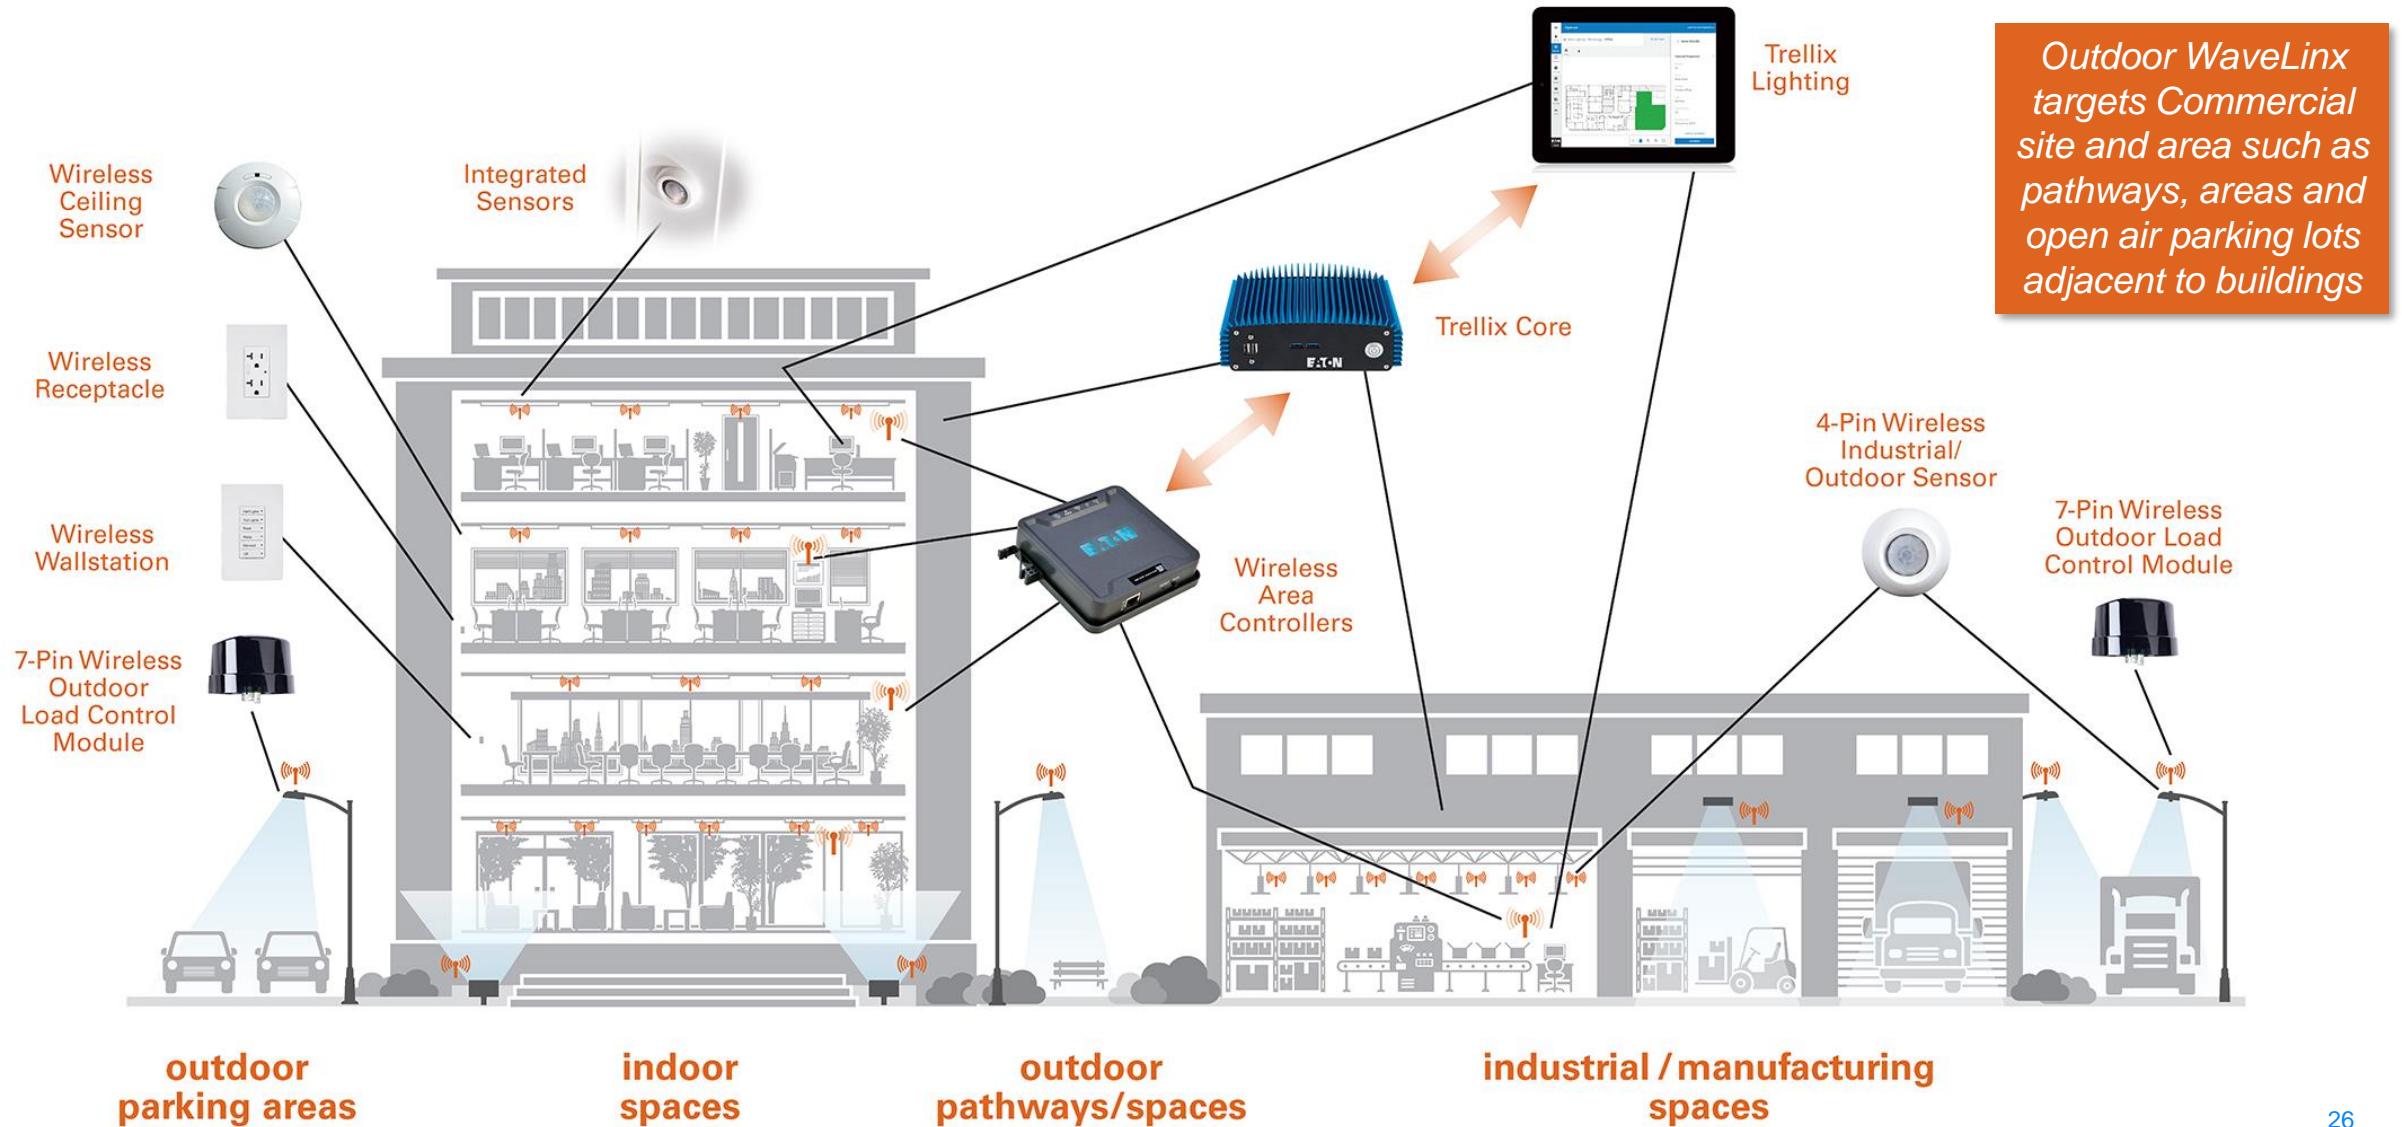 Trellix
Lighting
Outdoor WaveLinx
targets Commercial
site and area such as
pathways, areas and
open air parking lots
adjacent to buildings
Wireless
Ceiling
Sensor
Integrated
Sensors
Trellix Core
EATON
Wireless
Receptacle
4-Pin Wireless
Industrial/
Outdoor Sensor
Wireless
Wallstation
7-Pin Wireless
Outdoor Load
Control Module
EATON
Wireless
Area
Controllers
7-Pin Wireless
Outdoor
Load Control
Module
outdoor
parking areas
indoor
spaces
outdoor
pathways/spaces
industrial / manufacturing
spaces
26